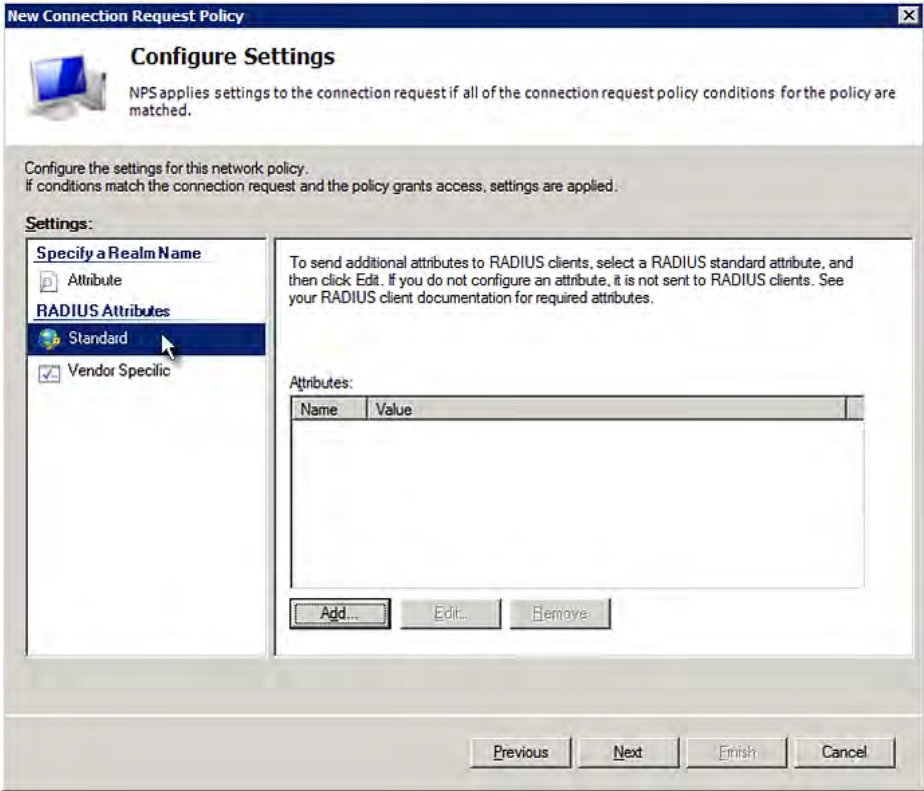 New Connection Request Policy
Configure Settings
NPS applies settings to the connection request if all of the connection request policy conditions for the policy are
matched.
Configure the settings for this network policy.
If conditions match the connection request and the policy grants access, settings are applied.
Settings:
Specify a Realm Name
Attribute
RADIUS Attributes
Standard
Vendor Specific
To send additional attributes to RADIUS clients, select a RADIUS standard attribute, and
then click Edit. If you do not configure an attribute, it is not sent to RADIUS clients. See
your RADIUS client documentation for required attributes.
Attributes:
Name Value
Add... Edit... Remove
Previous Next Finish Cancel